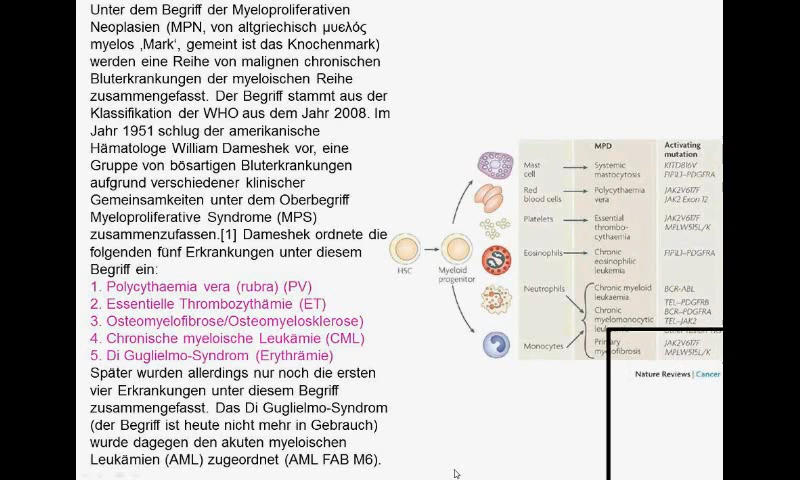 Unter dem Begriff der Myeloproliferativen
Neoplasien (MPN, von altgriechisch μυελός
myelos ‚Mark‘, gemeint ist das Knochenmark)
werden eine Reihe von malignen chronischen
Bluterkrankungen der myeloischen Reihe
zusammengefasst. Der Begriff stammt aus der
Klassifikation der WHO aus dem Jahr 2008. Im
Jahr 1951 schlug der amerikanische
Hämatologe William Dameshek vor, eine
Gruppe von bösartigen Bluterkrankungen
aufgrund verschiedener klinischer
Gemeinsamkeiten unter dem Oberbegriff
Myeloproliferative Syndrome (MPS)
zusammenzufassen.[1] Dameshek ordnete die
folgenden fünf Erkrankungen unter diesem
Begriff ein:
1. Polycythaemia vera (rubra) (PV)
2. Essentielle Thrombozythämie (ET)
3. Osteomyelofibrose/Osteomyelosklerose)
4. Chronische myeloische Leukämie (CML)
5. Di Guglielmo-Syndrom (Erythrämie)
Später wurden allerdings nur noch die ersten
vier Erkrankungen unter diesem Begriff
zusammengefasst. Das Di Guglielmo-Syndrom
(der Begriff ist heute nicht mehr in Gebrauch)
wurde dagegen den akuten myeloischen
Leukämien (AML) zugeordnet (AML FAB M6).
HSC
Myeloid
progenitor
MPD
Activating
mutation
Mast
cell
Systemic
mastocytosis
KITD816V
FIP1L1–PDGFRA
Red
blood cells
Polycythaemia
vera
JAK2V617F
JAK2 Exon 12
Platelets
Essential
thrombo-
cythaemia
JAK2V617F
MPLW515L/K
Eosinophils
Chronic
eosinophilic
leukemia
FIP1L1–PDGFRA
Neutrophils
Chronic myeloid
leukaemia
BCR-ABL
Chronic
myelomonocytic
TEL–PDGFRB
BCR–PDGFRA
TEL–JAK2
Monocytes
Primary
JAK2V617F
MPLW515L/K
Nature Reviews | Cancer